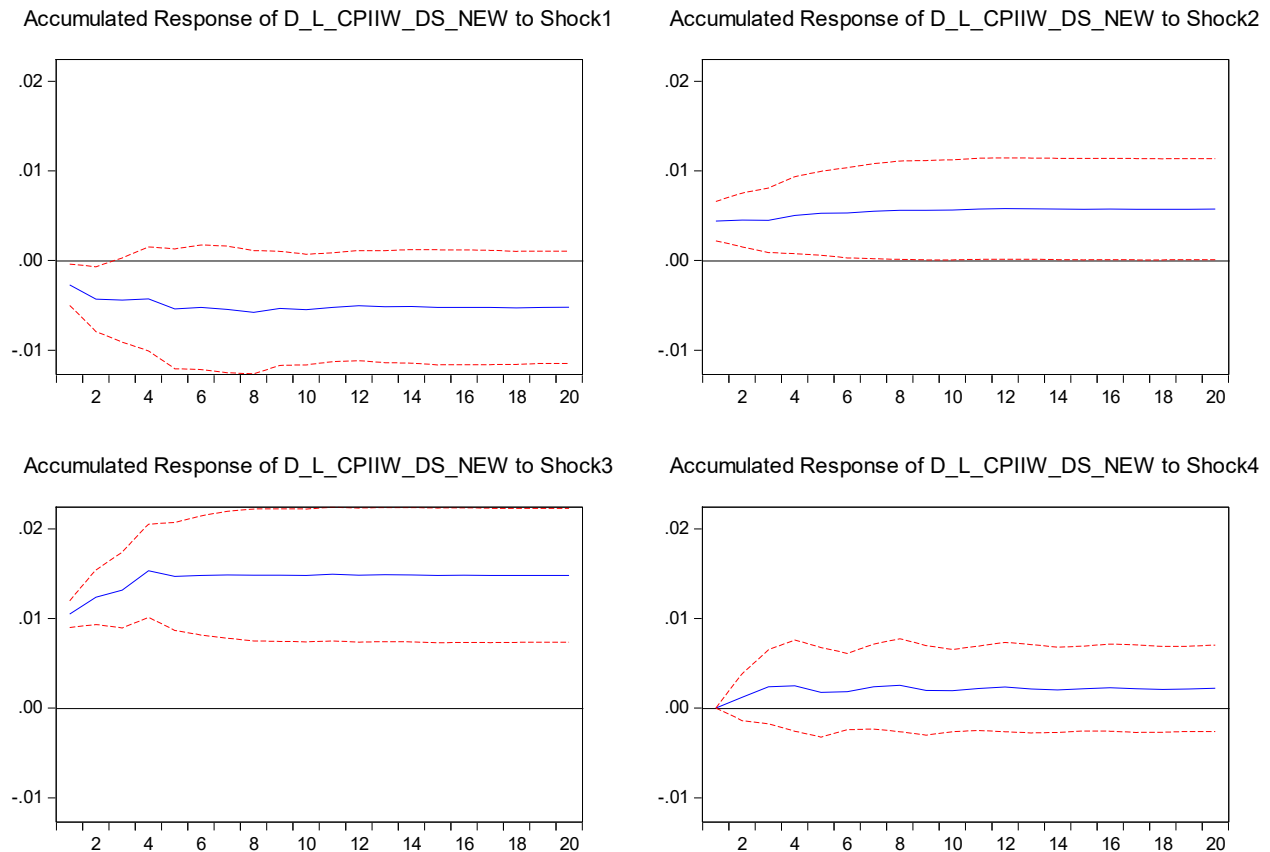 Accumulated Response of D_L_CPIIW_DS_NEW to Shock1
.02
.01
.00
-.01
2 4 6 8 10 12 14 16 18 20
Accumulated Response of D_L_CPIIW_DS_NEW to Shock2
.02
.01
.00
-.01
2 4 6 8 10 12 14 16 18 20
Accumulated Response of D_L_CPIIW_DS_NEW to Shock3
.02
.01
.00
-.01
2 4 6 8 10 12 14 16 18 20
Accumulated Response of D_L_CPIIW_DS_NEW to Shock4
.02
.01
.00
-.01
2 4 6 8 10 12 14 16 18 20